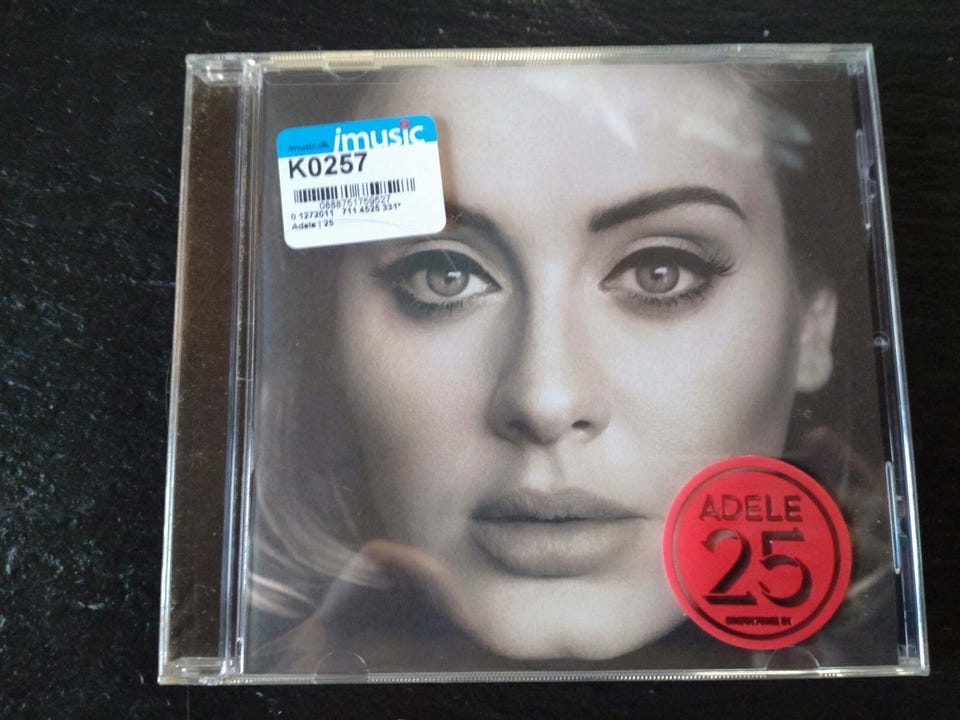 imusic.dk imusic
K0257
0888751759527
0 1272011 711 4525 331*
Adele | 25
ADELE
25